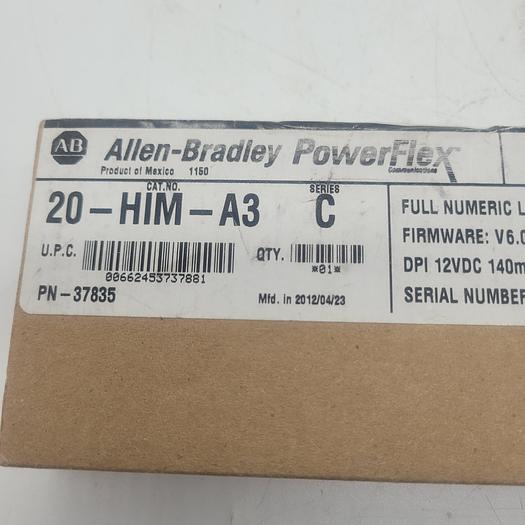 AB Allen-Bradley PowerFlex
Communications
Product of Mexico 1150
CAT.NO. SERIES
20-HIM-A3 C
U.P.C. QTY.
00662453737881 *01*
PN-37835 Mfd. in 2012/04/23
FULL NUMERIC L
FIRMWARE: V6.0
DPI 12VDC 140m
SERIAL NUMBER